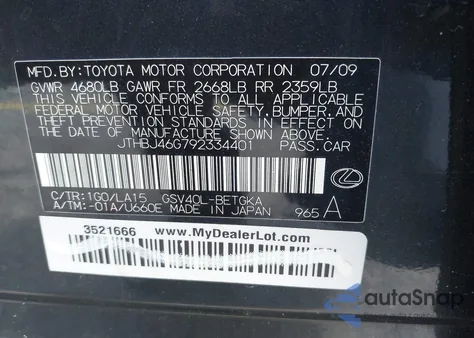 MFD.BY:TOYOTA MOTOR CORPORATION 07/09
GVWR 4680LB GAWR FR 2668LB RR 2359LB
THIS VEHICLE CONFORMS TO ALL APPLICABLE
FEDERAL MOTOR VEHICLE SAFETY, BUMPER, AND
THEFT PREVENTION STANDARDS IN EFFECT ON
THE DATE OF MANUFACTURE SHOWN ABOVE.
JTHBJ46G792334401 PASS.CAR
C/TR:1G0/LA15 GSV40L-BETGKA
A/TM:-01A/U660E MADE IN JAPAN 965 A
3521666 www.MyDealerLot.com
autaSnap